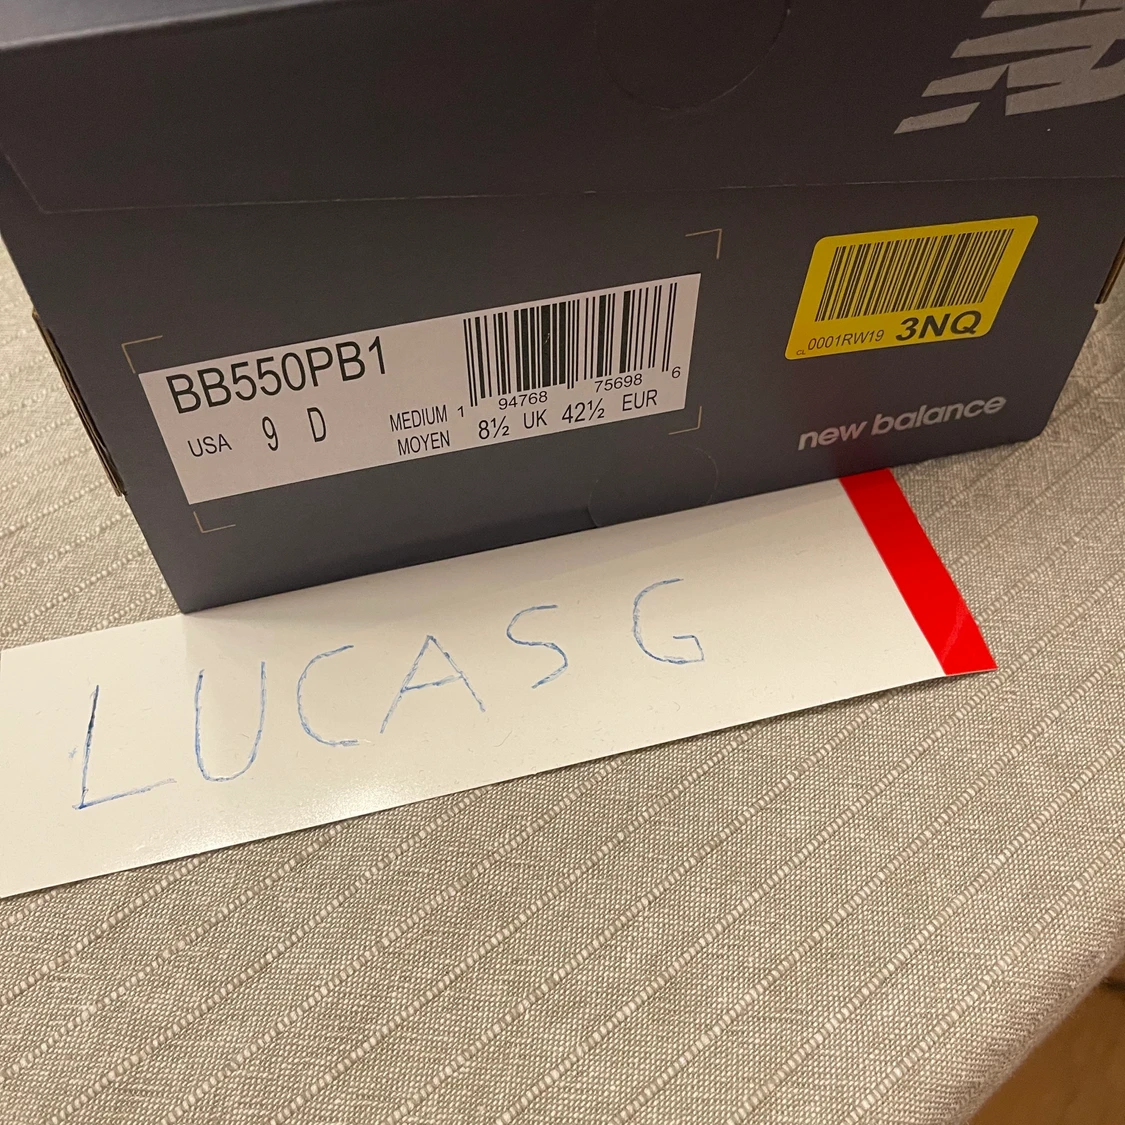 BB550PB1
USA 9 D
MEDIUM
MOYEN
8½ UK 42½ EUR
1 94768 75698 6
CL 0001RW19 3NQ
new balance
LUCAS G